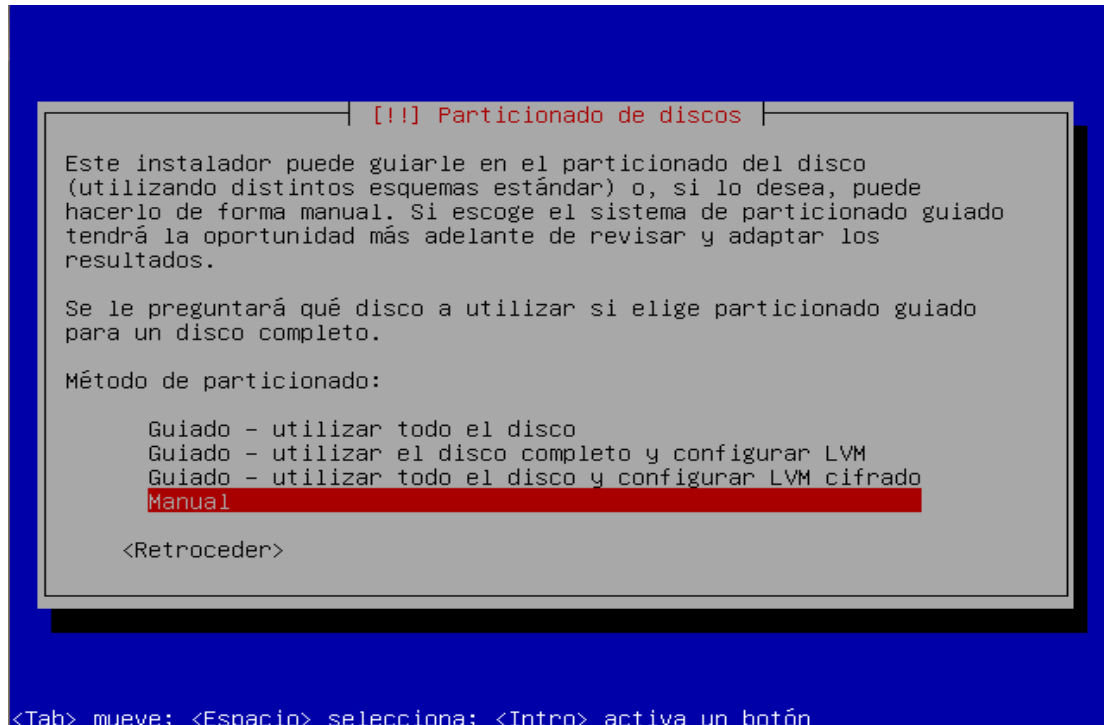 [!!] Particionado de discos
Este instalador puede guiarle en el particionado del disco
(utilizando distintos esquemas estándar) o, si lo desea, puede
hacerlo de forma manual. Si escoge el sistema de particionado guiado
tendrá la oportunidad más adelante de revisar y adaptar los
resultados.
Se le preguntará qué disco a utilizar si elige particionado guiado
para un disco completo.
Método de particionado:
Guiado – utilizar todo el disco
Guiado – utilizar el disco completo y configurar LVM
Guiado – utilizar todo el disco y configurar LVM cifrado
Manual
<Retroceder>
<Tab> mueve; <Espacio> selecciona; <Intro> activa un botón